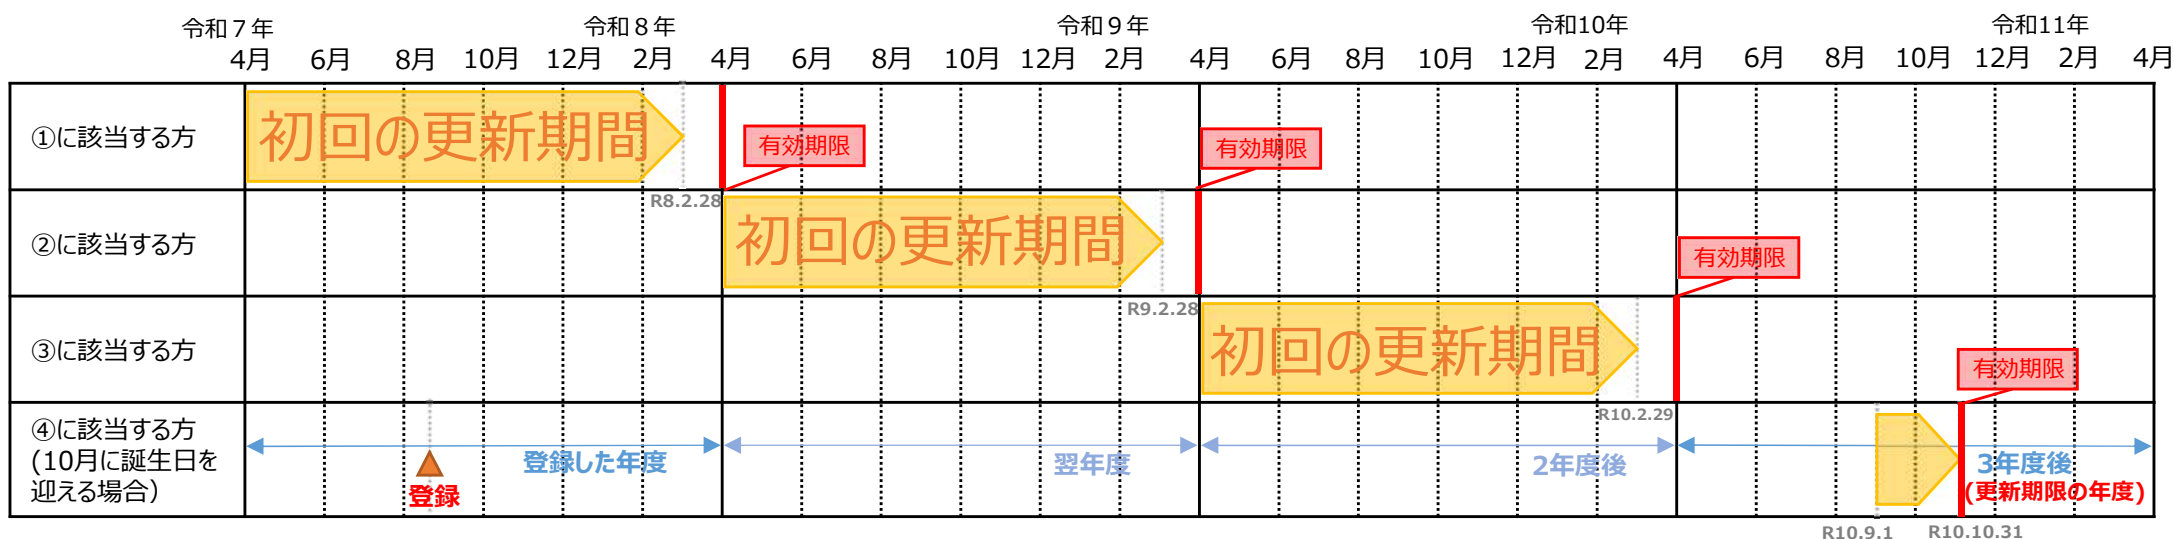 令和７年
令和８年
令和９年
令和10年
令和11年
4月 6月 8月 10月 12月 2月 4月 6月 8月 10月 12月 2月 4月 6月 8月 10月 12月 2月 4月 6月 8月 10月 12月 2月 4月
①に該当する方
初回の更新期間
有効期限
有効期限
R8.2.28
②に該当する方
初回の更新期間
有効期限
R9.2.28
③に該当する方
初回の更新期間
有効期限
R10.2.29
④に該当する方
(10月に誕生日を
迎える場合)
登録した年度
登録
翌年度
2年度後
3年度後
(更新期限の年度)
R10.9.1
R10.10.31